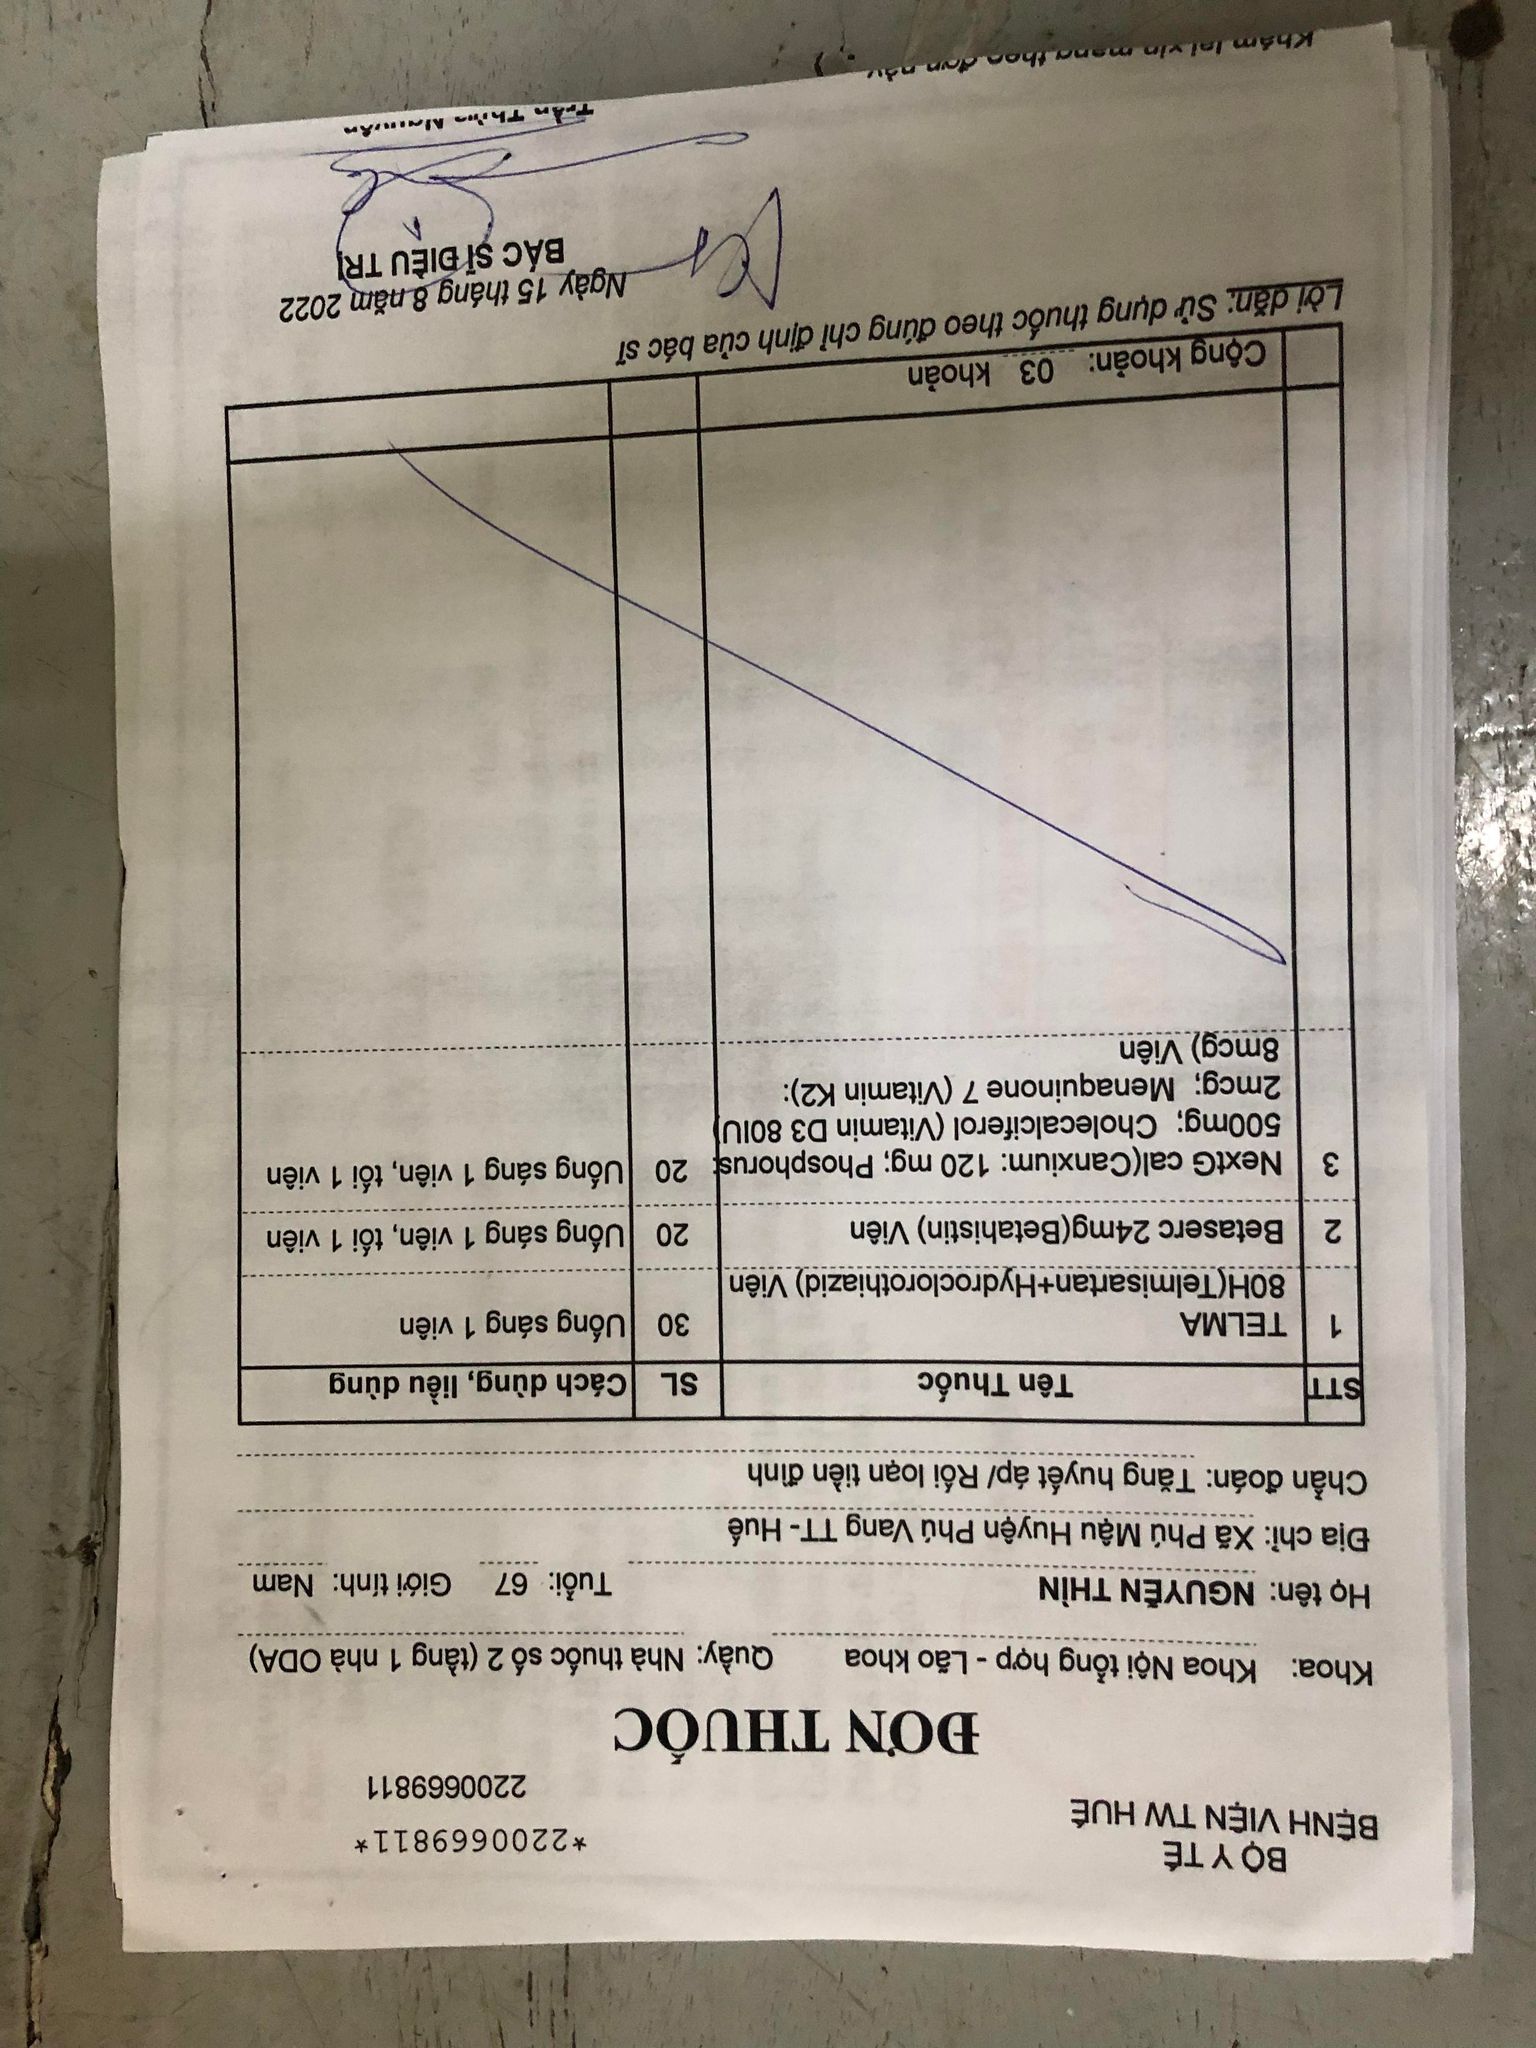 BỘ Y TẾ
BỆNH VIỆN TW HUẾ
*2200669811*
2200669811
ĐƠN THUỐC
Khoa: Khoa Nội tổng hợp - Lão khoa Quầy: Nhà thuốc số 2 (tầng 1 nhà ODA)
Họ tên: NGUYỄN THÌN Tuổi: 67 Giới tính: Nam
Địa chỉ: Xã Phú Mậu Huyện Phú Vang TT- Huế
Chẩn đoán: Tăng huyết áp/ Rối loạn tiền đình
STT Tên Thuốc SL Cách dùng, liều dùng
1 TELMA 30 Uống sáng 1 viên
80H(Telmisartan+Hydroclorothiazid) Viên
2 Betaserc 24mg(Betahistin) Viên 20 Uống sáng 1 viên, tối 1 viên
3 NextG cal(Canxium: 120 mg; Phosphorus: 20 Uống sáng 1 viên, tối 1 viên
500mg; Cholecalciferol (Vitamin D3 80IU)
2mcg; Menaquinone 7 (Vitamin K2):
8mcg) Viên
Cộng khoản: 03 khoản
Lời dặn: Sử dụng thuốc theo đúng chỉ định của bác sĩ
Ngày 15 tháng 8 năm 2022
BÁC SĨ ĐIỀU TRỊ
Trần Thừa Nguyên
Khám lại xin mang theo đơn này